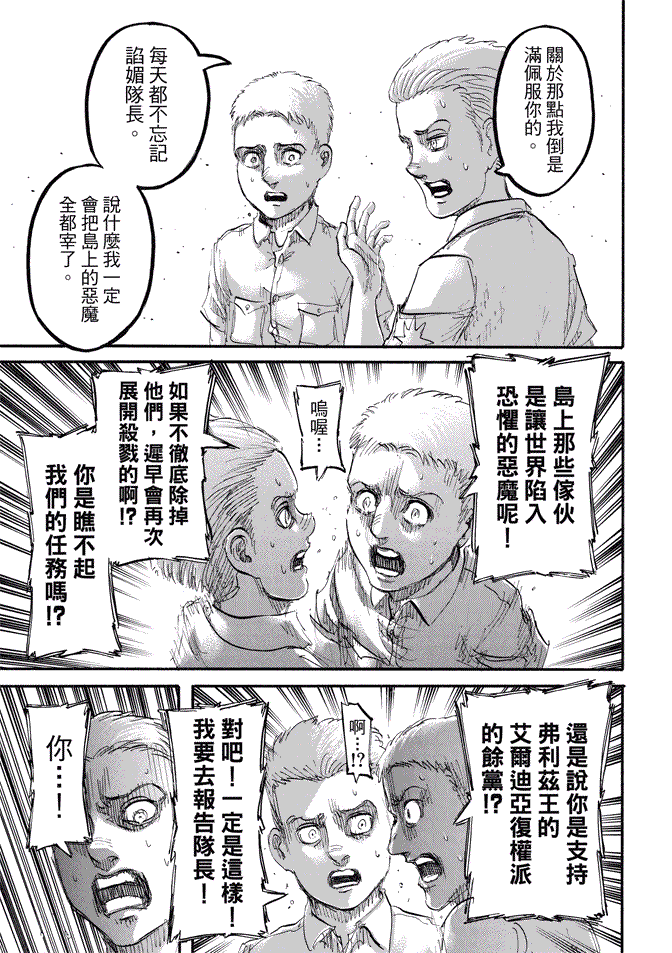 關於那點我倒是
滿佩服你的。
每天都不忘記
諂媚隊長。
說什麼我一定
會把島上的惡魔
全都宰了。
島上那些傢伙
是讓世界陷入
恐懼的惡魔呢！
嗚喔…
如果不徹底除掉
他們，遲早會再次
展開殺戮的啊!?
你是瞧不起
我們的任務嗎!?
還是說你是支持
弗利茲王的
艾爾迪亞復權派
的餘黨!?
啊…!?
對吧！一定是這樣！
我要去報告隊長！
你…！